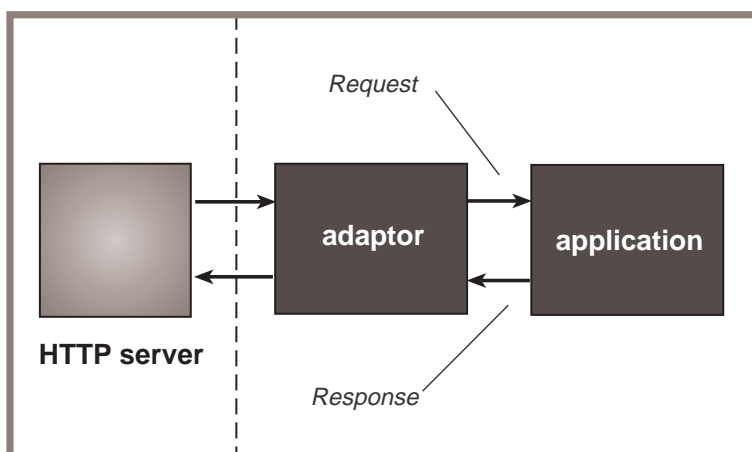 Request
adaptor
application
HTTP server
Response